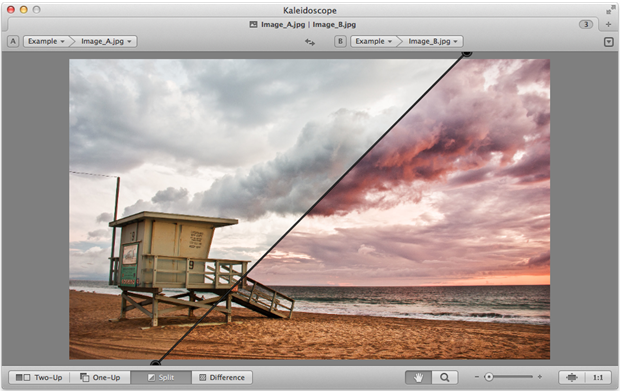 Kaleidoscope
Image_A.jpg | Image_B.jpg
3
A Example Image_A.jpg
B Example Image_B.jpg
9
Two-Up One-Up Split Difference
1:1